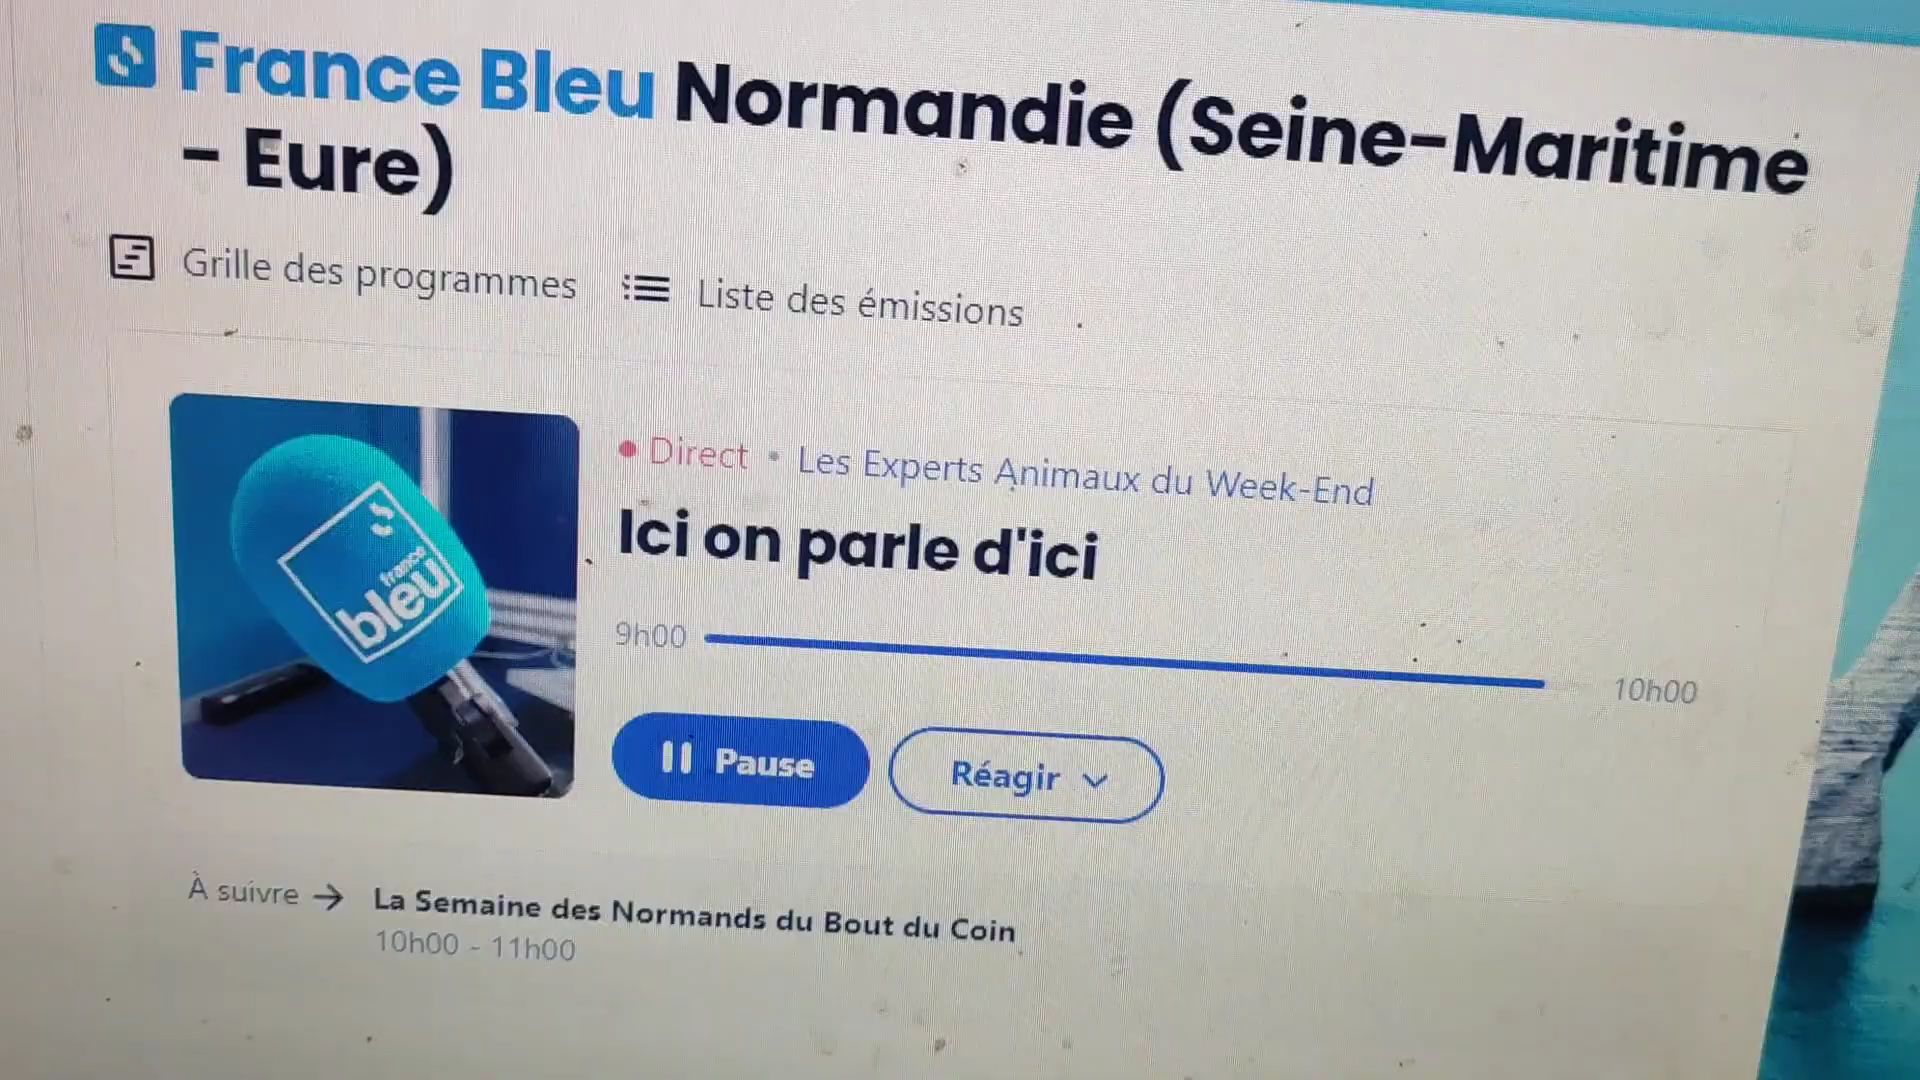 France Bleu Normandie (Seine-Maritime
- Eure)
Grille des programmes Liste des émissions
Direct • Les Experts Animaux du Week-End
Ici on parle d'ici
france
bleu
9h00 10h00
Pause Réagir
À suivre → La Semaine des Normands du Bout du Coin
10h00 - 11h00